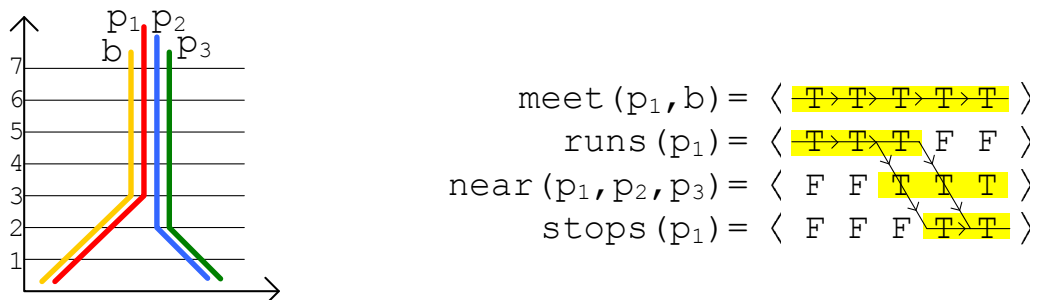 p₁ p₂
b p₃
7
6
5
4
3
2
1
meet(p₁,b)= ⟨ T T T T T ⟩
runs(p₁)= ⟨ T T T F F ⟩
near(p₁,p₂,p₃)= ⟨ F F T T T ⟩
stops(p₁)= ⟨ F F F T T ⟩